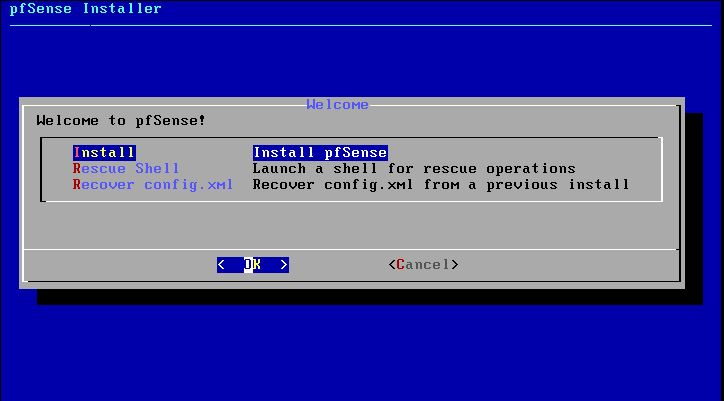 pfSense Installer
Welcome
Welcome to pfSense!
Install Install pfSense
Rescue Shell Launch a shell for rescue operations
Recover config.xml Recover config.xml from a previous install
< OK > <Cancel>